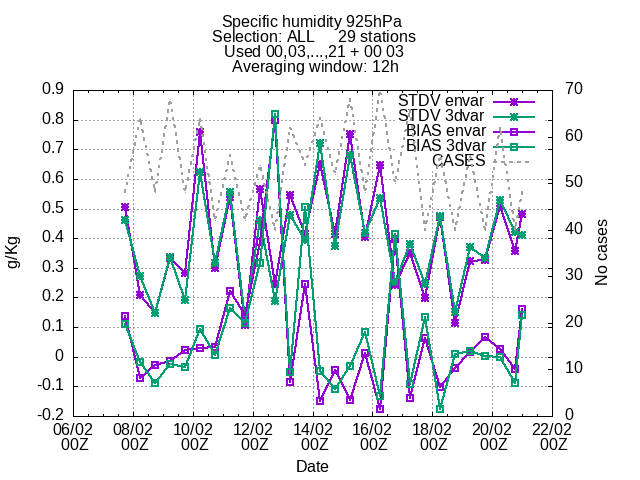 Specific humidity 925hPa
Selection: ALL     29 stations
Used 00,03,...,21 + 00 03
Averaging window: 12h
0.9
0.8
0.7
0.6
0.5
0.4
0.3
0.2
0.1
0
-0.1
-0.2
g/Kg
70
60
50
40
30
20
10
0
No cases
STDV envar
STDV 3dvar
BIAS envar
BIAS 3dvar
CASES
06/02 08/02 10/02 12/02 14/02 16/02 18/02 20/02 22/02
00Z 00Z 00Z 00Z 00Z 00Z 00Z 00Z 00Z
Date